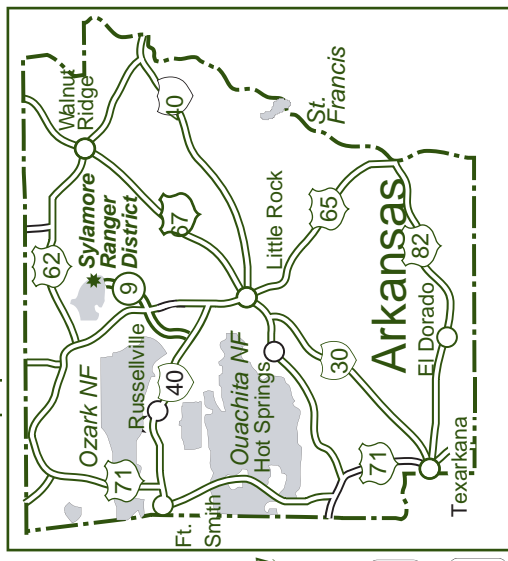 Walnut
Ridge
40
St.
Francis
62
Sylamore
Ranger
District
67
9
Little Rock
65
Arkansas
82
Ozark NF
Russellville
40
Ouachita NF
Hot Springs
30
El Dorado
71
71
Ft.
Smith
Texarkana